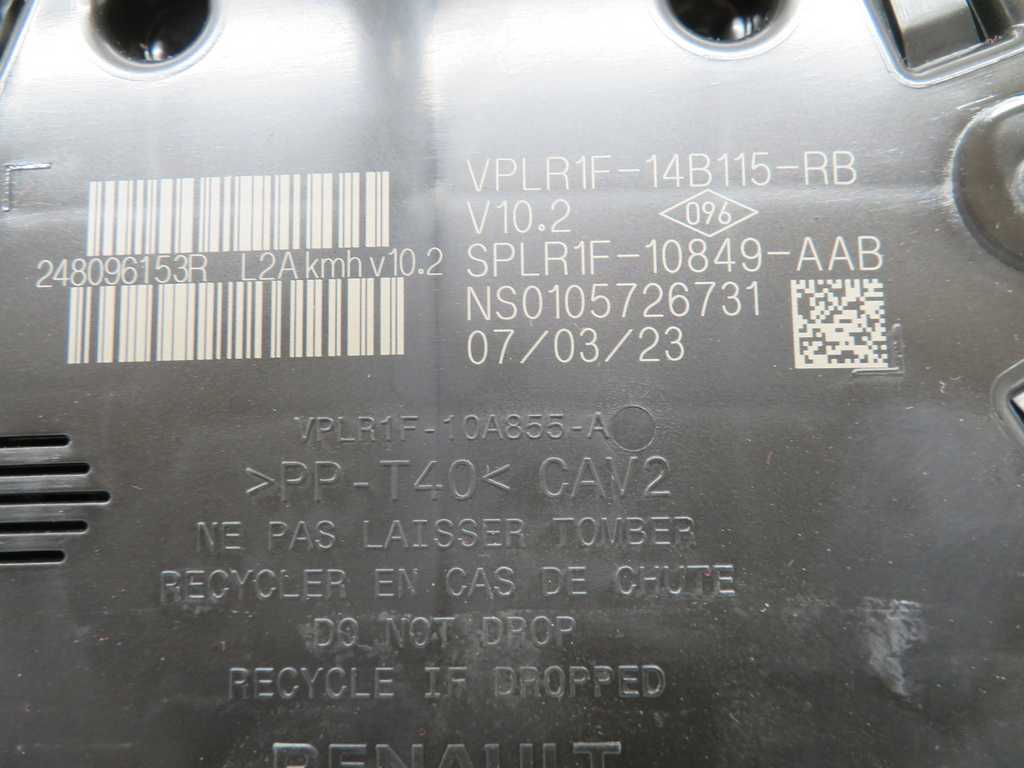 VPLR1F-14B115-RB
V10.2 096
248096153R L2A kmh v10.2
SPLR1F-10849-AAB
NS0105726731
07/03/23
VPLR1F-10A855-A
>PP-T40< CAV2
NE PAS LAISSER TOMBER
RECYCLER EN CAS DE CHUTE
DO NOT DROP
RECYCLE IF DROPPED
RENAULT